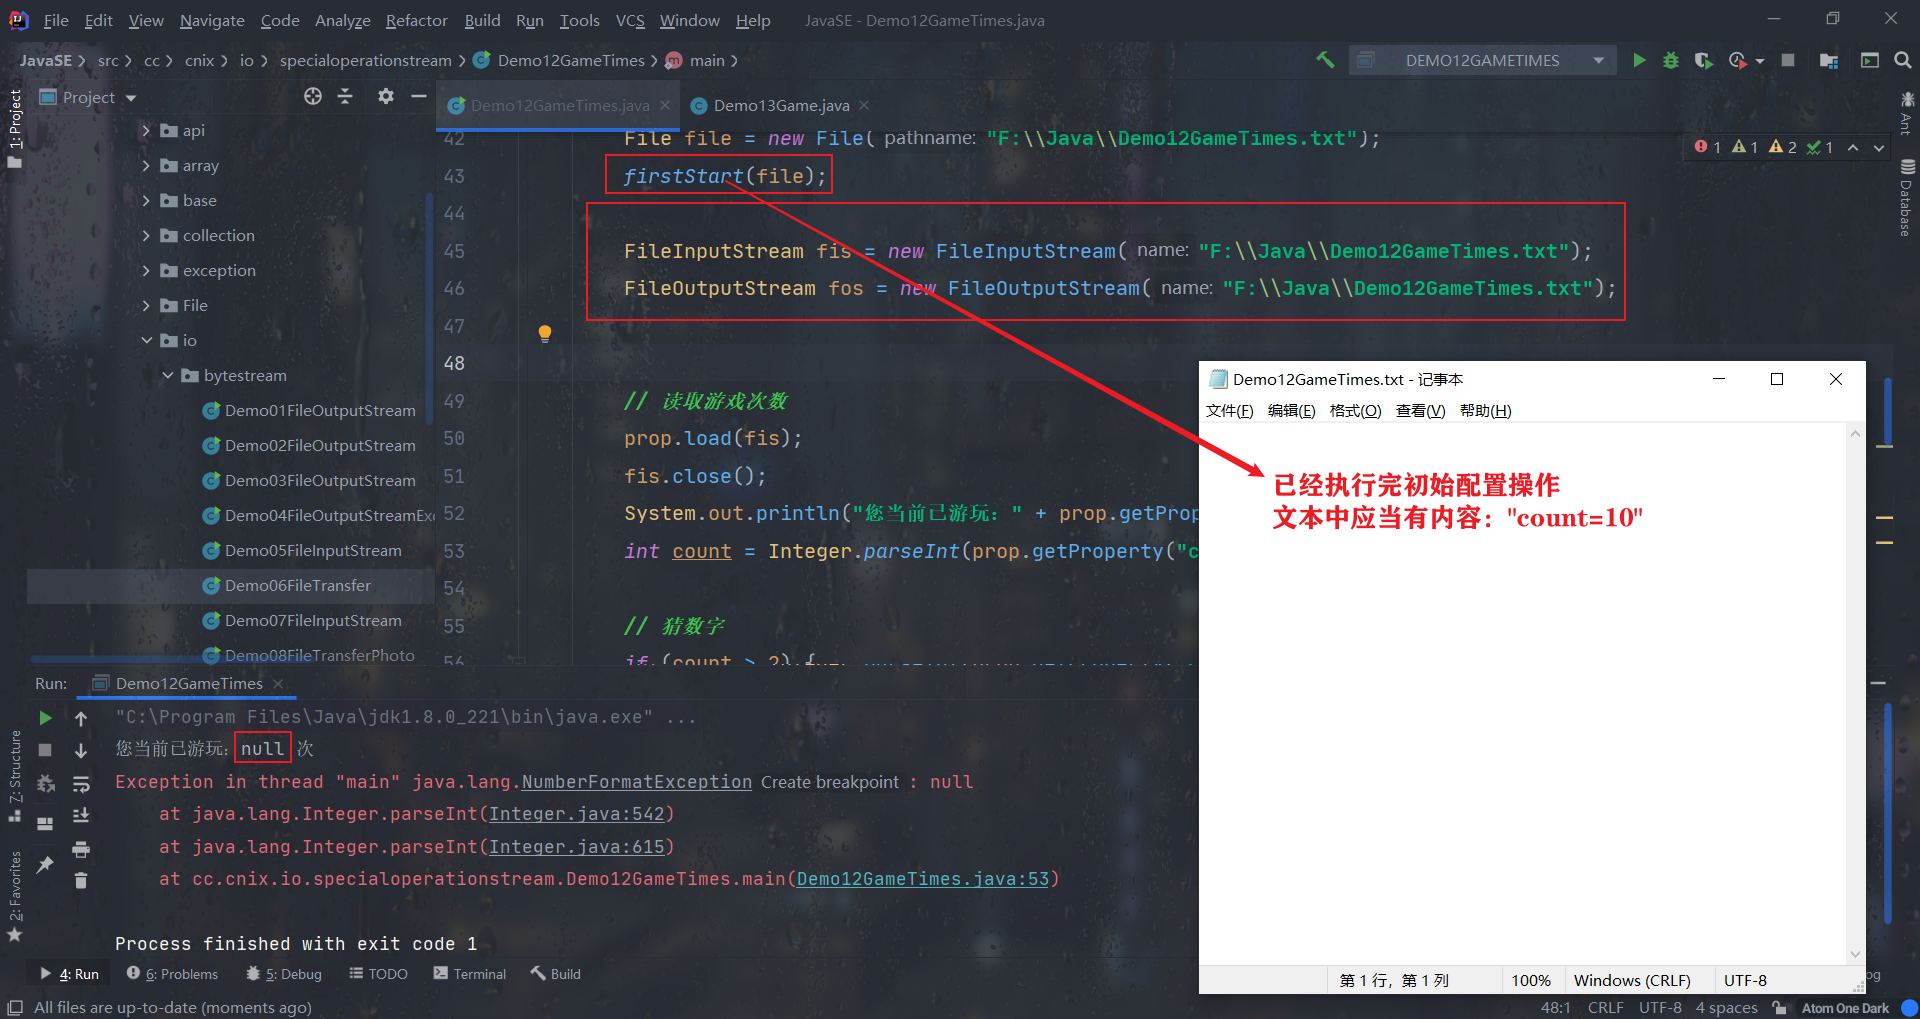 File Edit View Navigate Code Analyze Refactor Build Run Tools VCS Window Help JavaSE - Demo12GameTimes.java
JavaSE src cc cnix io specialoperationstream Demo12GameTimes main DEMO12GAMETIMES
1: Project
Project
Demo12GameTimes.java Demo13Game.java
api
array
base
collection
exception
File
io
bytestream
Demo01FileOutputStream
Demo02FileOutputStream
Demo03FileOutputStream
Demo04FileOutputStreamExc
Demo05FileInputStream
Demo06FileTransfer
Demo07FileInputStream
Demo08FileTransferPhoto
42 File file = new File( pathname: "F:\\Java\\Demo12GameTimes.txt");
43 firstStart(file);
44
45 FileInputStream fis = new FileInputStream( name: "F:\\Java\\Demo12GameTimes.txt");
46 FileOutputStream fos = new FileOutputStream( name: "F:\\Java\\Demo12GameTimes.txt");
47
48
49 // 读取游戏次数
50 prop.load(fis);
51 fis.close();
52 System.out.println("您当前已游玩：" + prop.getProp
53 int count = Integer.parseInt(prop.getProperty("c
54
55 // 猜数字
56 if (count > 2) {
1 1 2 1
Ant
Database
Demo12GameTimes.txt - 记事本
文件(F) 编辑(E) 格式(O) 查看(V) 帮助(H)
已经执行完初始配置操作
文本中应当有内容："count=10"
第 1 行，第 1 列 100% Windows (CRLF) UTF-8
Run: Demo12GameTimes
"C:\Program Files\Java\jdk1.8.0_221\bin\java.exe" ...
您当前已游玩：null 次
Exception in thread "main" java.lang.NumberFormatException Create breakpoint : null
at java.lang.Integer.parseInt(Integer.java:542)
at java.lang.Integer.parseInt(Integer.java:615)
at cc.cnix.io.specialoperationstream.Demo12GameTimes.main(Demo12GameTimes.java:53)
Process finished with exit code 1
7: Structure
2: Favorites
4: Run 6: Problems 5: Debug TODO Terminal Build og
All files are up-to-date (moments ago) 48:1 CRLF UTF-8 4 spaces Atom One Dark